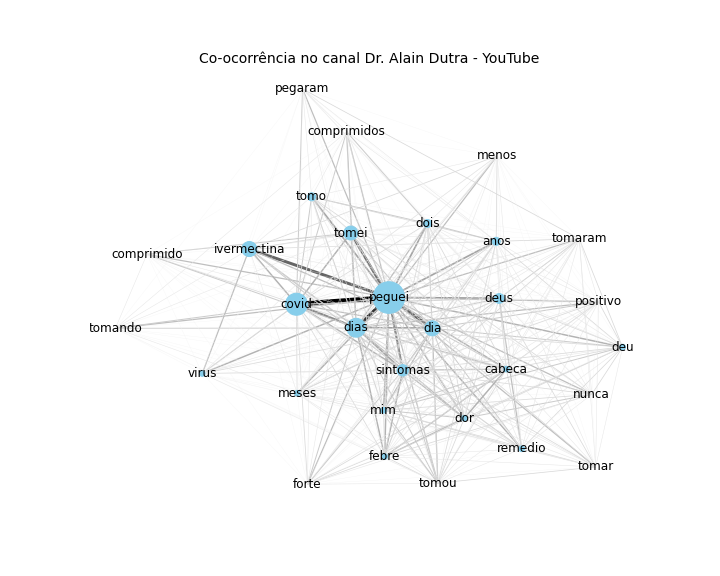 Co-ocorrência no canal Dr. Alain Dutra - YouTube
pegaram
comprimidos
menos
tomo
dois
tomei
anos
tomaram
ivermectina
comprimido
peguei
deus
covid
positivo
tomando
dias
dia
deu
sintomas
cabeca
virus
meses
nunca
mim
dor
remedio
febre
tomar
forte
tomou